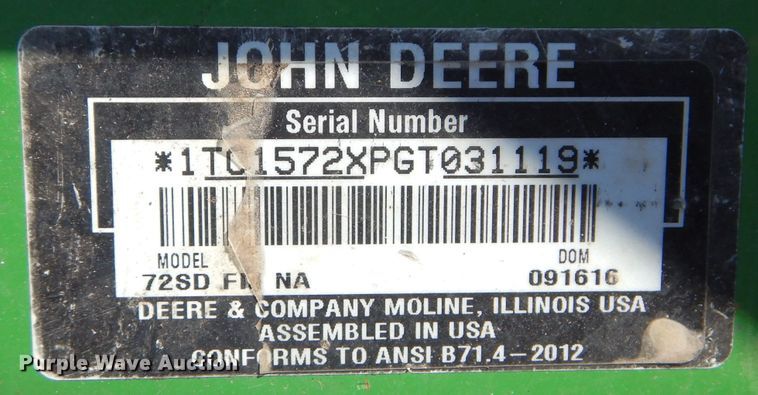 JOHN DEERE
Serial Number
*1TC1572XPGT031119*
MODEL DOM
72SD NA 091616
DEERE & COMPANY MOLINE, ILLINOIS USA
ASSEMBLED IN USA
CONFORMS TO ANSI B71.4-2012
Purple Wave Auction